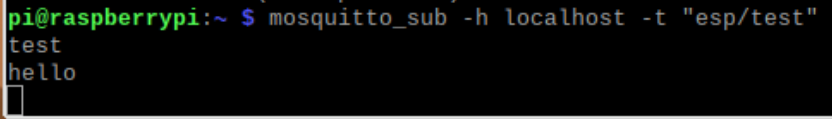 pi@raspberrypi:~ $ mosquitto_sub -h localhost -t "esp/test"
test
hello